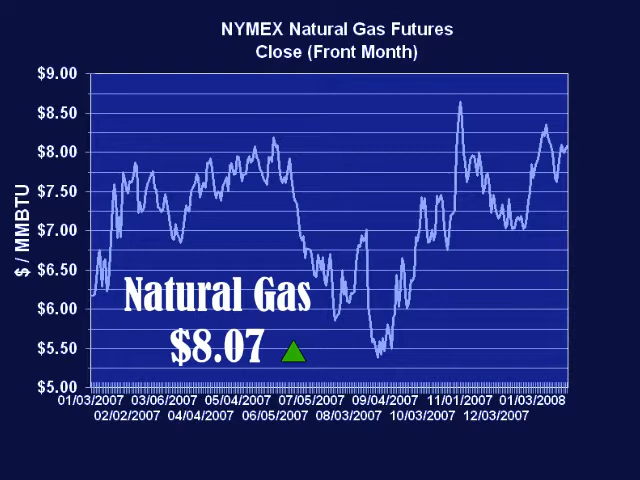 NYMEX Natural Gas Futures
Close (Front Month)
$9.00
$8.50
$8.00
$7.50
$7.00
$6.50
$6.00
$5.50
$5.00
$ / MMBTU
Natural Gas
$8.07
01/03/2007 03/06/2007 05/04/2007 07/05/2007 09/04/2007 11/01/2007 01/03/2008
02/02/2007 04/04/2007 06/05/2007 08/03/2007 10/03/2007 12/03/2007